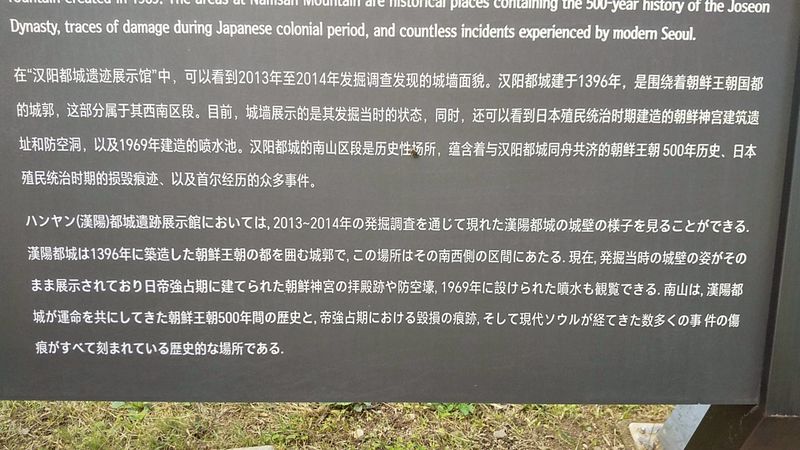 fountain created in 1969. The areas at Namsan Mountain are historical places containing the 500-year history of the Joseon
Dynasty, traces of damage during Japanese colonial period, and countless incidents experienced by modern Seoul.
在“汉阳都城遗迹展示馆”中，可以看到2013年至2014年发掘调查发现的城墙面貌。汉阳都城建于1396年，是围绕着朝鲜王朝国都
的城郭，这部分属于其西南区段。目前，城墙展示的是其发掘当时的状态，同时，还可以看到日本殖民统治时期建造的朝鲜神宫建筑遗
址和防空洞，以及1969年建造的喷水池。汉阳都城的南山区段是历史性场所，蕴含着与汉阳都城同舟共济的朝鲜王朝 500年历史、日本
殖民统治时期的损毁痕迹、以及首尔经历的众多事件。
ハンヤン(漢陽)都城遺跡展示館においては, 2013~2014年の発掘調査を通じて現れた漢陽都城の城壁の様子を見ることができる.
漢陽都城は1396年に築造した朝鮮王朝の都を囲む城郭で, この場所はその南西側の区間にあたる. 現在, 発掘当時の城壁の姿がその
まま展示されており日帝強占期に建てられた朝鮮神宮の拝殿跡や防空壕, 1969年に設けられた噴水も観覧できる. 南山は, 漢陽都
城が運命を共にしてきた朝鮮王朝500年間の歴史と, 帝強占期における毀損の痕跡, そして現代ソウルが経てきた数多くの事 件の傷
痕がすべて刻まれている歴史的な場所である.